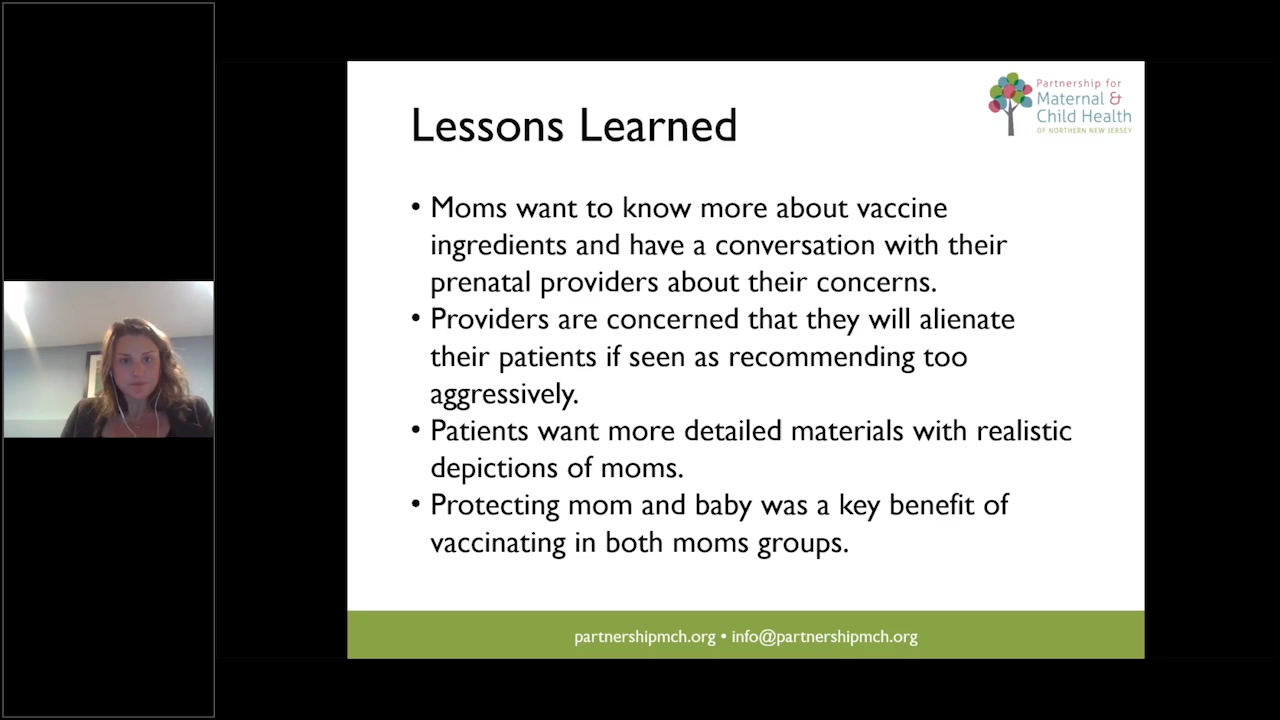 Partnership for
Maternal &
Child Health
OF NORTHERN NEW JERSEY
Lessons Learned
• Moms want to know more about vaccine
ingredients and have a conversation with their
prenatal providers about their concerns.
• Providers are concerned that they will alienate
their patients if seen as recommending too
aggressively.
• Patients want more detailed materials with realistic
depictions of moms.
• Protecting mom and baby was a key benefit of
vaccinating in both moms groups.
partnershipmch.org • info@partnershipmch.org